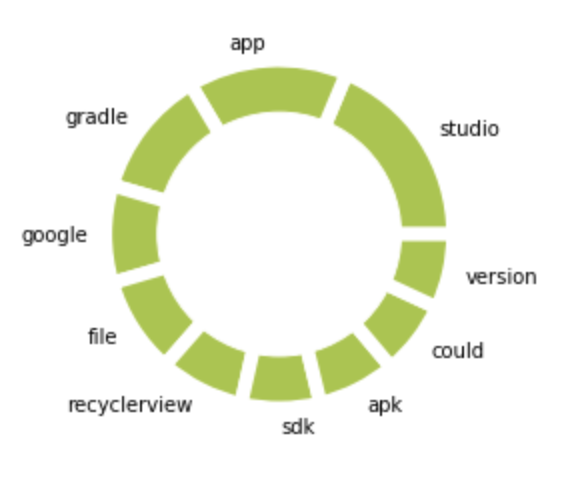 app
gradle
studio
google
version
file
could
recyclerview
apk
sdk